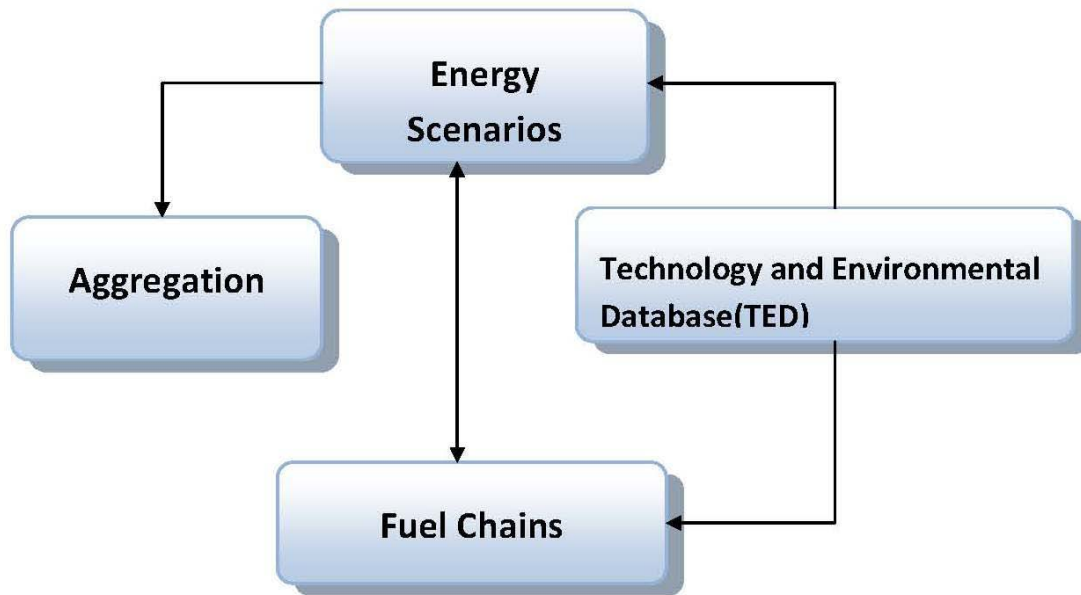 Energy
Scenarios
Aggregation
Technology and Environmental
Database(TED)
Fuel Chains